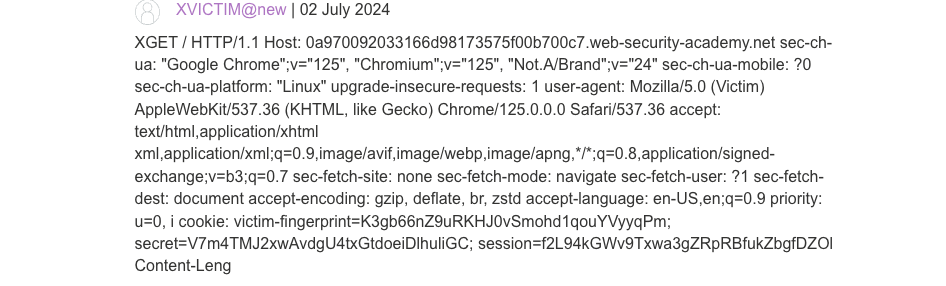 XVICTIM@new | 02 July 2024
XGET / HTTP/1.1 Host: 0a970092033166d98173575f00b700c7.web-security-academy.net sec-ch-
ua: "Google Chrome";v="125", "Chromium";v="125", "Not.A/Brand";v="24" sec-ch-ua-mobile: ?0
sec-ch-ua-platform: "Linux" upgrade-insecure-requests: 1 user-agent: Mozilla/5.0 (Victim)
AppleWebKit/537.36 (KHTML, like Gecko) Chrome/125.0.0.0 Safari/537.36 accept:
text/html,application/xhtml
xml,application/xml;q=0.9,image/avif,image/webp,image/apng,*/*;q=0.8,application/signed-
exchange;v=b3;q=0.7 sec-fetch-site: none sec-fetch-mode: navigate sec-fetch-user: ?1 sec-fetch-
dest: document accept-encoding: gzip, deflate, br, zstd accept-language: en-US,en;q=0.9 priority:
u=0, i cookie: victim-fingerprint=K3gb66nZ9uRKHJ0vSmohd1qouYVyyqPm;
secret=V7m4TMJ2xwAvdgU4txGtdoeiDlhuliGC; session=f2L94kGWv9Txwa3gZRpRBfukZbgfDZOl
Content-Leng